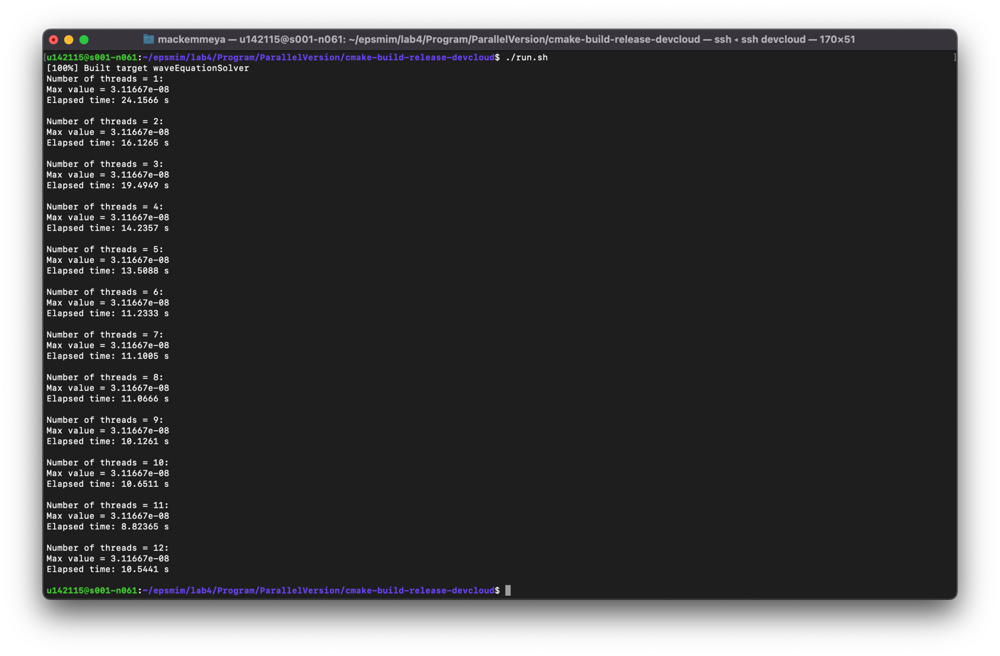 mackemmeya — u142115@s001-n061: ~/epsmim/lab4/Program/ParallelVersion/cmake-build-release-devcloud — ssh ◂ ssh devcloud — 170×51
[u142115@s001-n061:~/epsmim/lab4/Program/ParallelVersion/cmake-build-release-devcloud$ ./run.sh ]
[100%] Built target waveEquationSolver
Number of threads = 1:
Max value = 3.11667e-08
Elapsed time: 24.1566 s
Number of threads = 2:
Max value = 3.11667e-08
Elapsed time: 16.1265 s
Number of threads = 3:
Max value = 3.11667e-08
Elapsed time: 19.4949 s
Number of threads = 4:
Max value = 3.11667e-08
Elapsed time: 14.2357 s
Number of threads = 5:
Max value = 3.11667e-08
Elapsed time: 13.5088 s
Number of threads = 6:
Max value = 3.11667e-08
Elapsed time: 11.2333 s
Number of threads = 7:
Max value = 3.11667e-08
Elapsed time: 11.1005 s
Number of threads = 8:
Max value = 3.11667e-08
Elapsed time: 11.0666 s
Number of threads = 9:
Max value = 3.11667e-08
Elapsed time: 10.1261 s
Number of threads = 10:
Max value = 3.11667e-08
Elapsed time: 10.6511 s
Number of threads = 11:
Max value = 3.11667e-08
Elapsed time: 8.82365 s
Number of threads = 12:
Max value = 3.11667e-08
Elapsed time: 10.5441 s
u142115@s001-n061:~/epsmim/lab4/Program/ParallelVersion/cmake-build-release-devcloud$